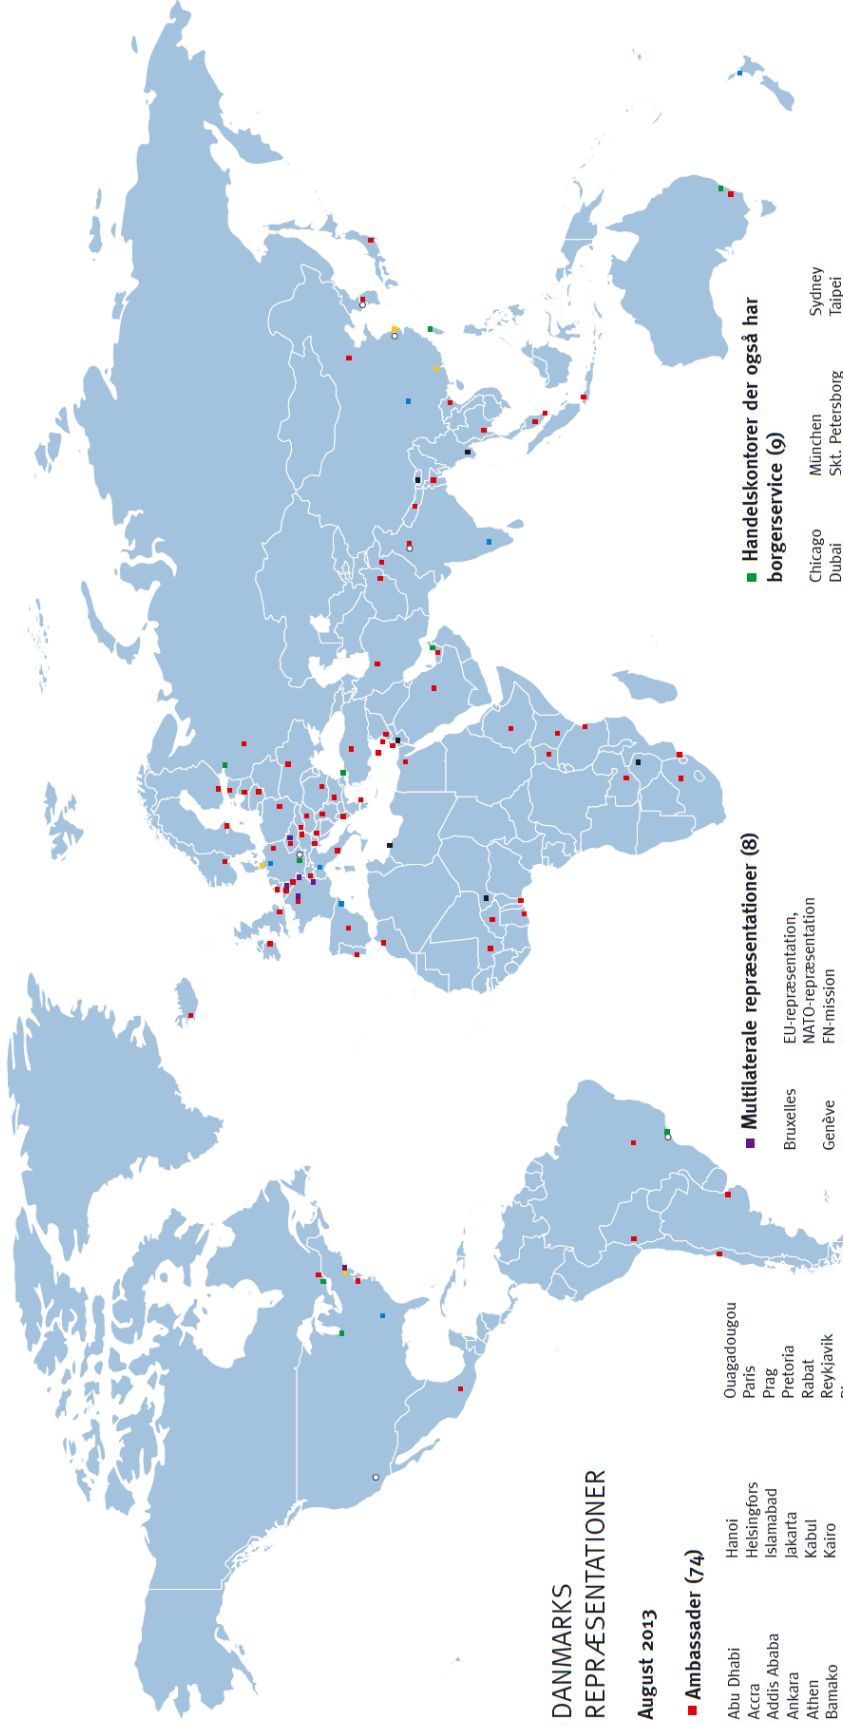 DANMARKS
REPRÆSENTATIONER
August 2013
Ambassader (74)
Abu Dhabi
Accra
Addis Ababa
Ankara
Athen
Bamako
Hanoi
Helsingfors
Islamabad
Jakarta
Kabul
Kairo
Ouagadougou
Paris
Prag
Pretoria
Rabat
Reykjavik
Multilaterale repræsentationer (8)
Bruxelles EU-repræsentation,
NATO-repræsentation
Genève FN-mission
Handelskontorer der også har
borgerservice (9)
Chicago
Dubai
München
Skt. Petersborg
Sydney
Taipei